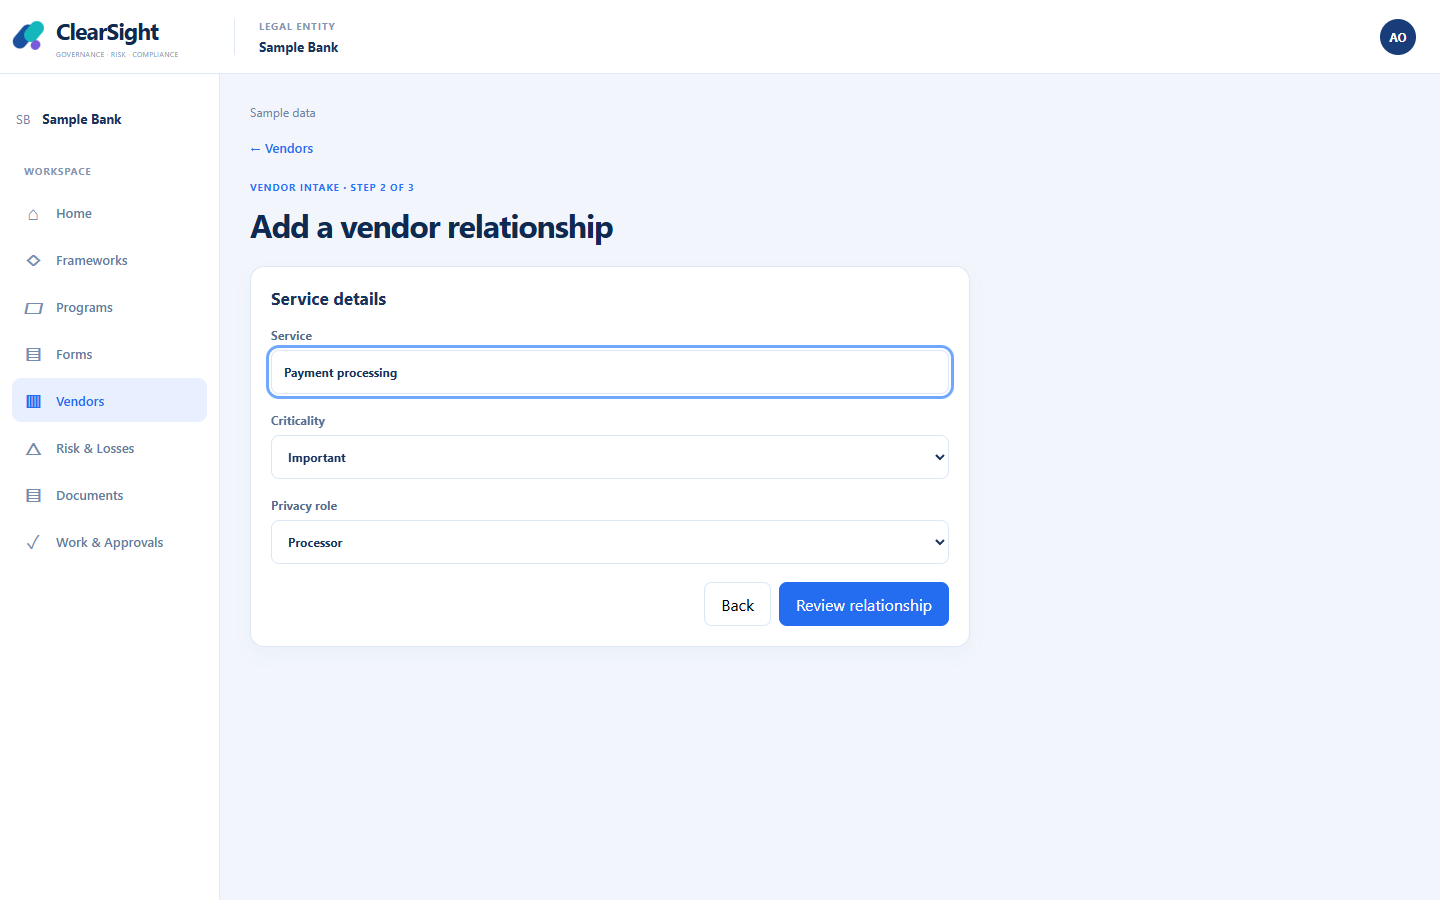 ClearSight
GOVERNANCE · RISK · COMPLIANCE
LEGAL ENTITY
Sample Bank
AO
SB Sample Bank
WORKSPACE
Home
Frameworks
Programs
Forms
Vendors
Risk & Losses
Documents
Work & Approvals
Sample data
← Vendors
VENDOR INTAKE · STEP 2 OF 3
Add a vendor relationship
Service details
Service
Payment processing
Criticality
Important
Privacy role
Processor
Back
Review relationship